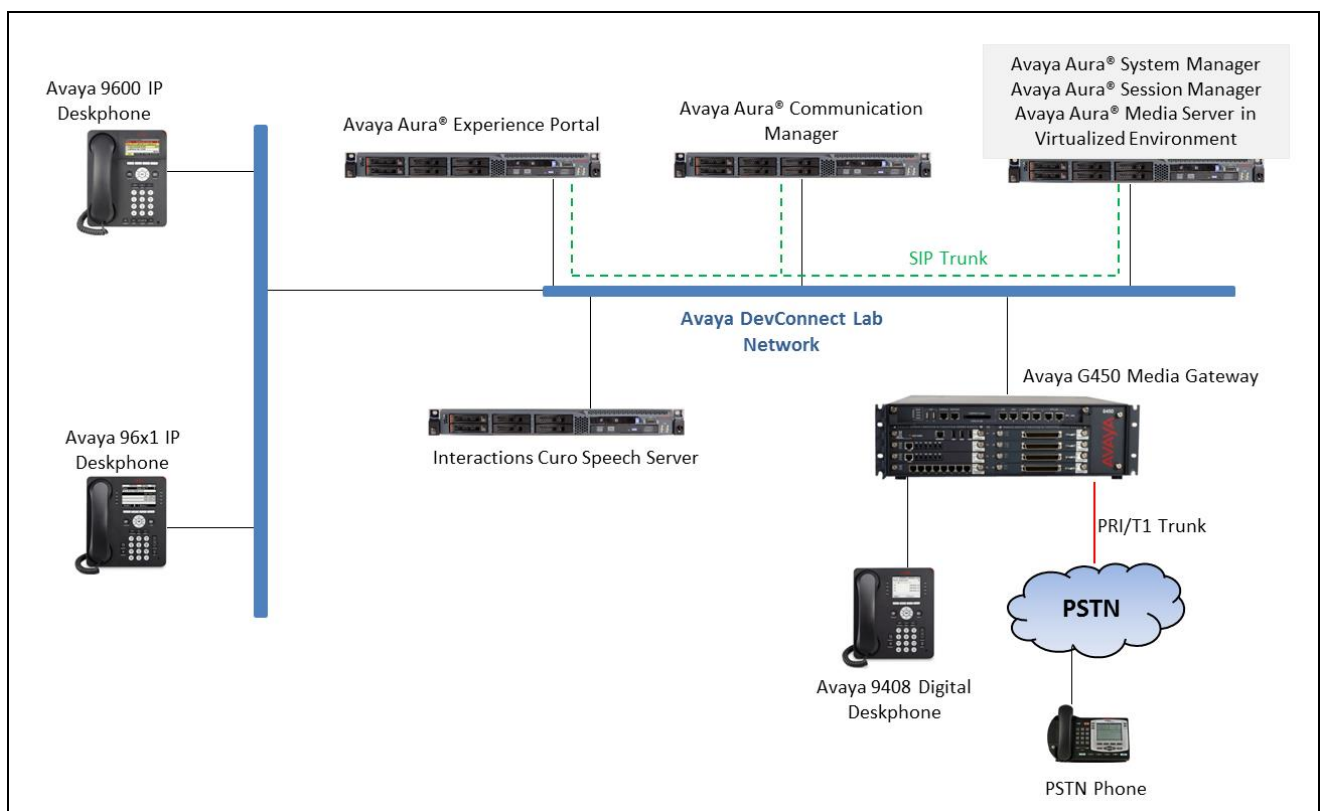 Avaya Aura® System Manager
Avaya Aura® Session Manager
Avaya Aura® Media Server in
Virtualized Environment
Avaya 9600 IP
Deskphone
Avaya Aura® Experience Portal
Avaya Aura® Communication
Manager
SIP Trunk
Avaya DevConnect Lab
Network
Avaya G450 Media Gateway
AVAYA
Avaya 96x1 IP
Deskphone
Interactions Curo Speech Server
PRI/T1 Trunk
PSTN
Avaya 9408 Digital
Deskphone
PSTN Phone